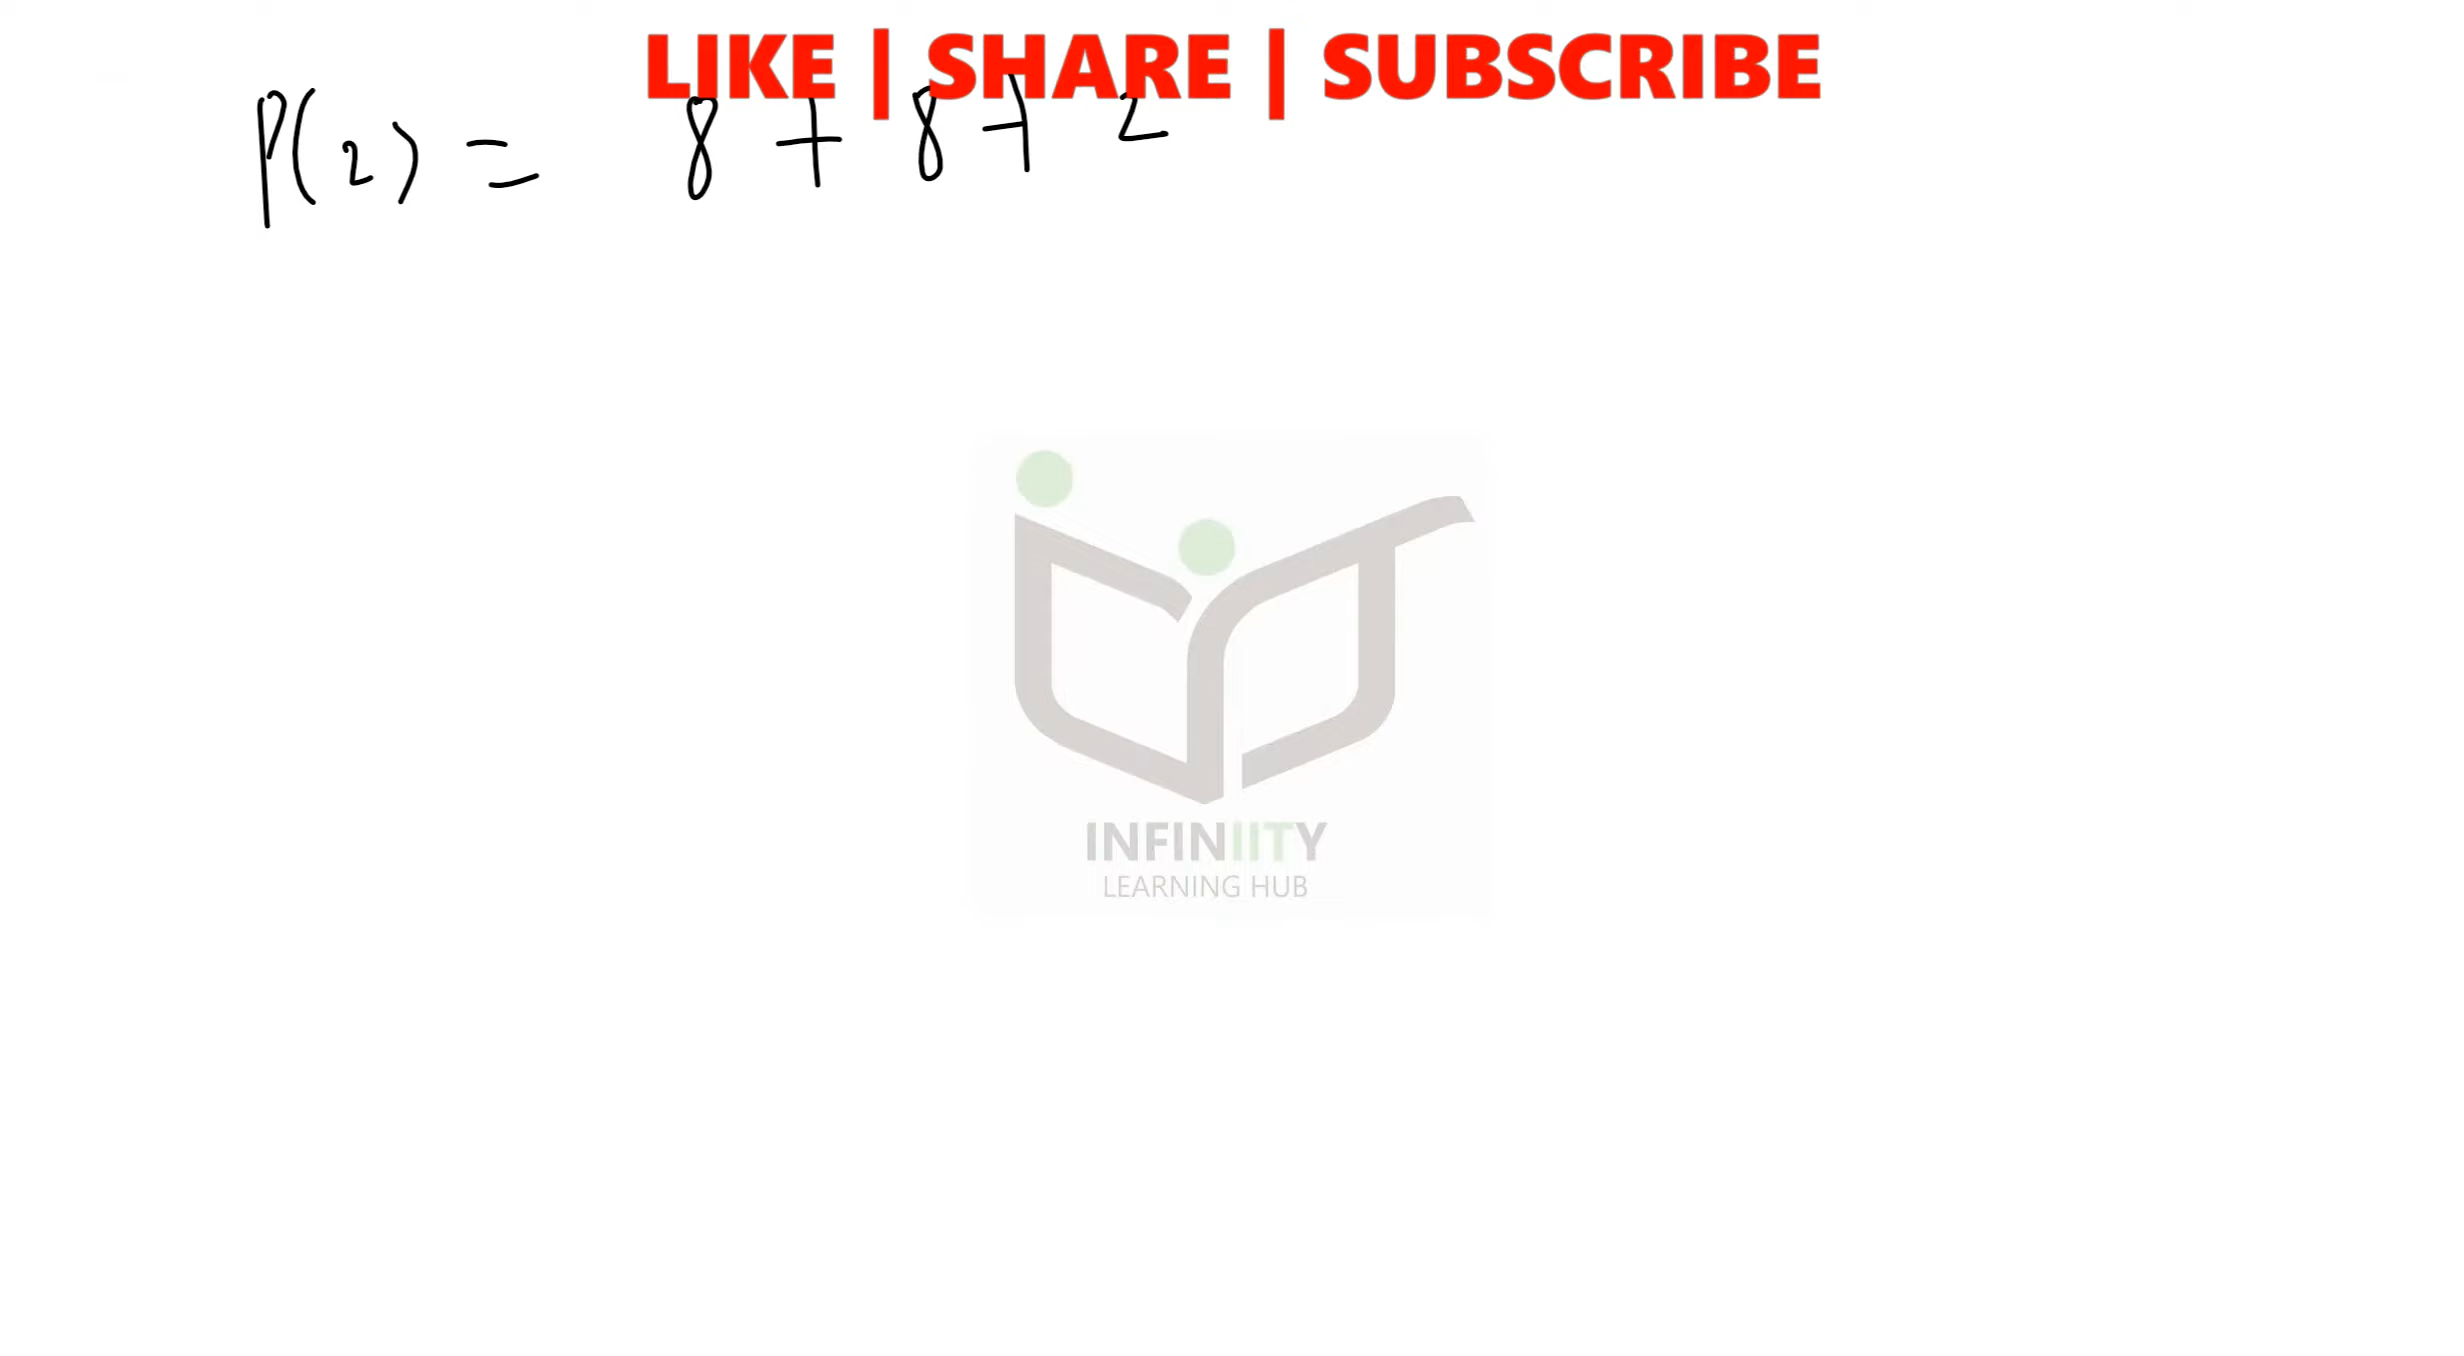 LIKE | SHARE | SUBSCRIBE
P(2) = 8 + 8 + 2
INFINIITY
LEARNING HUB